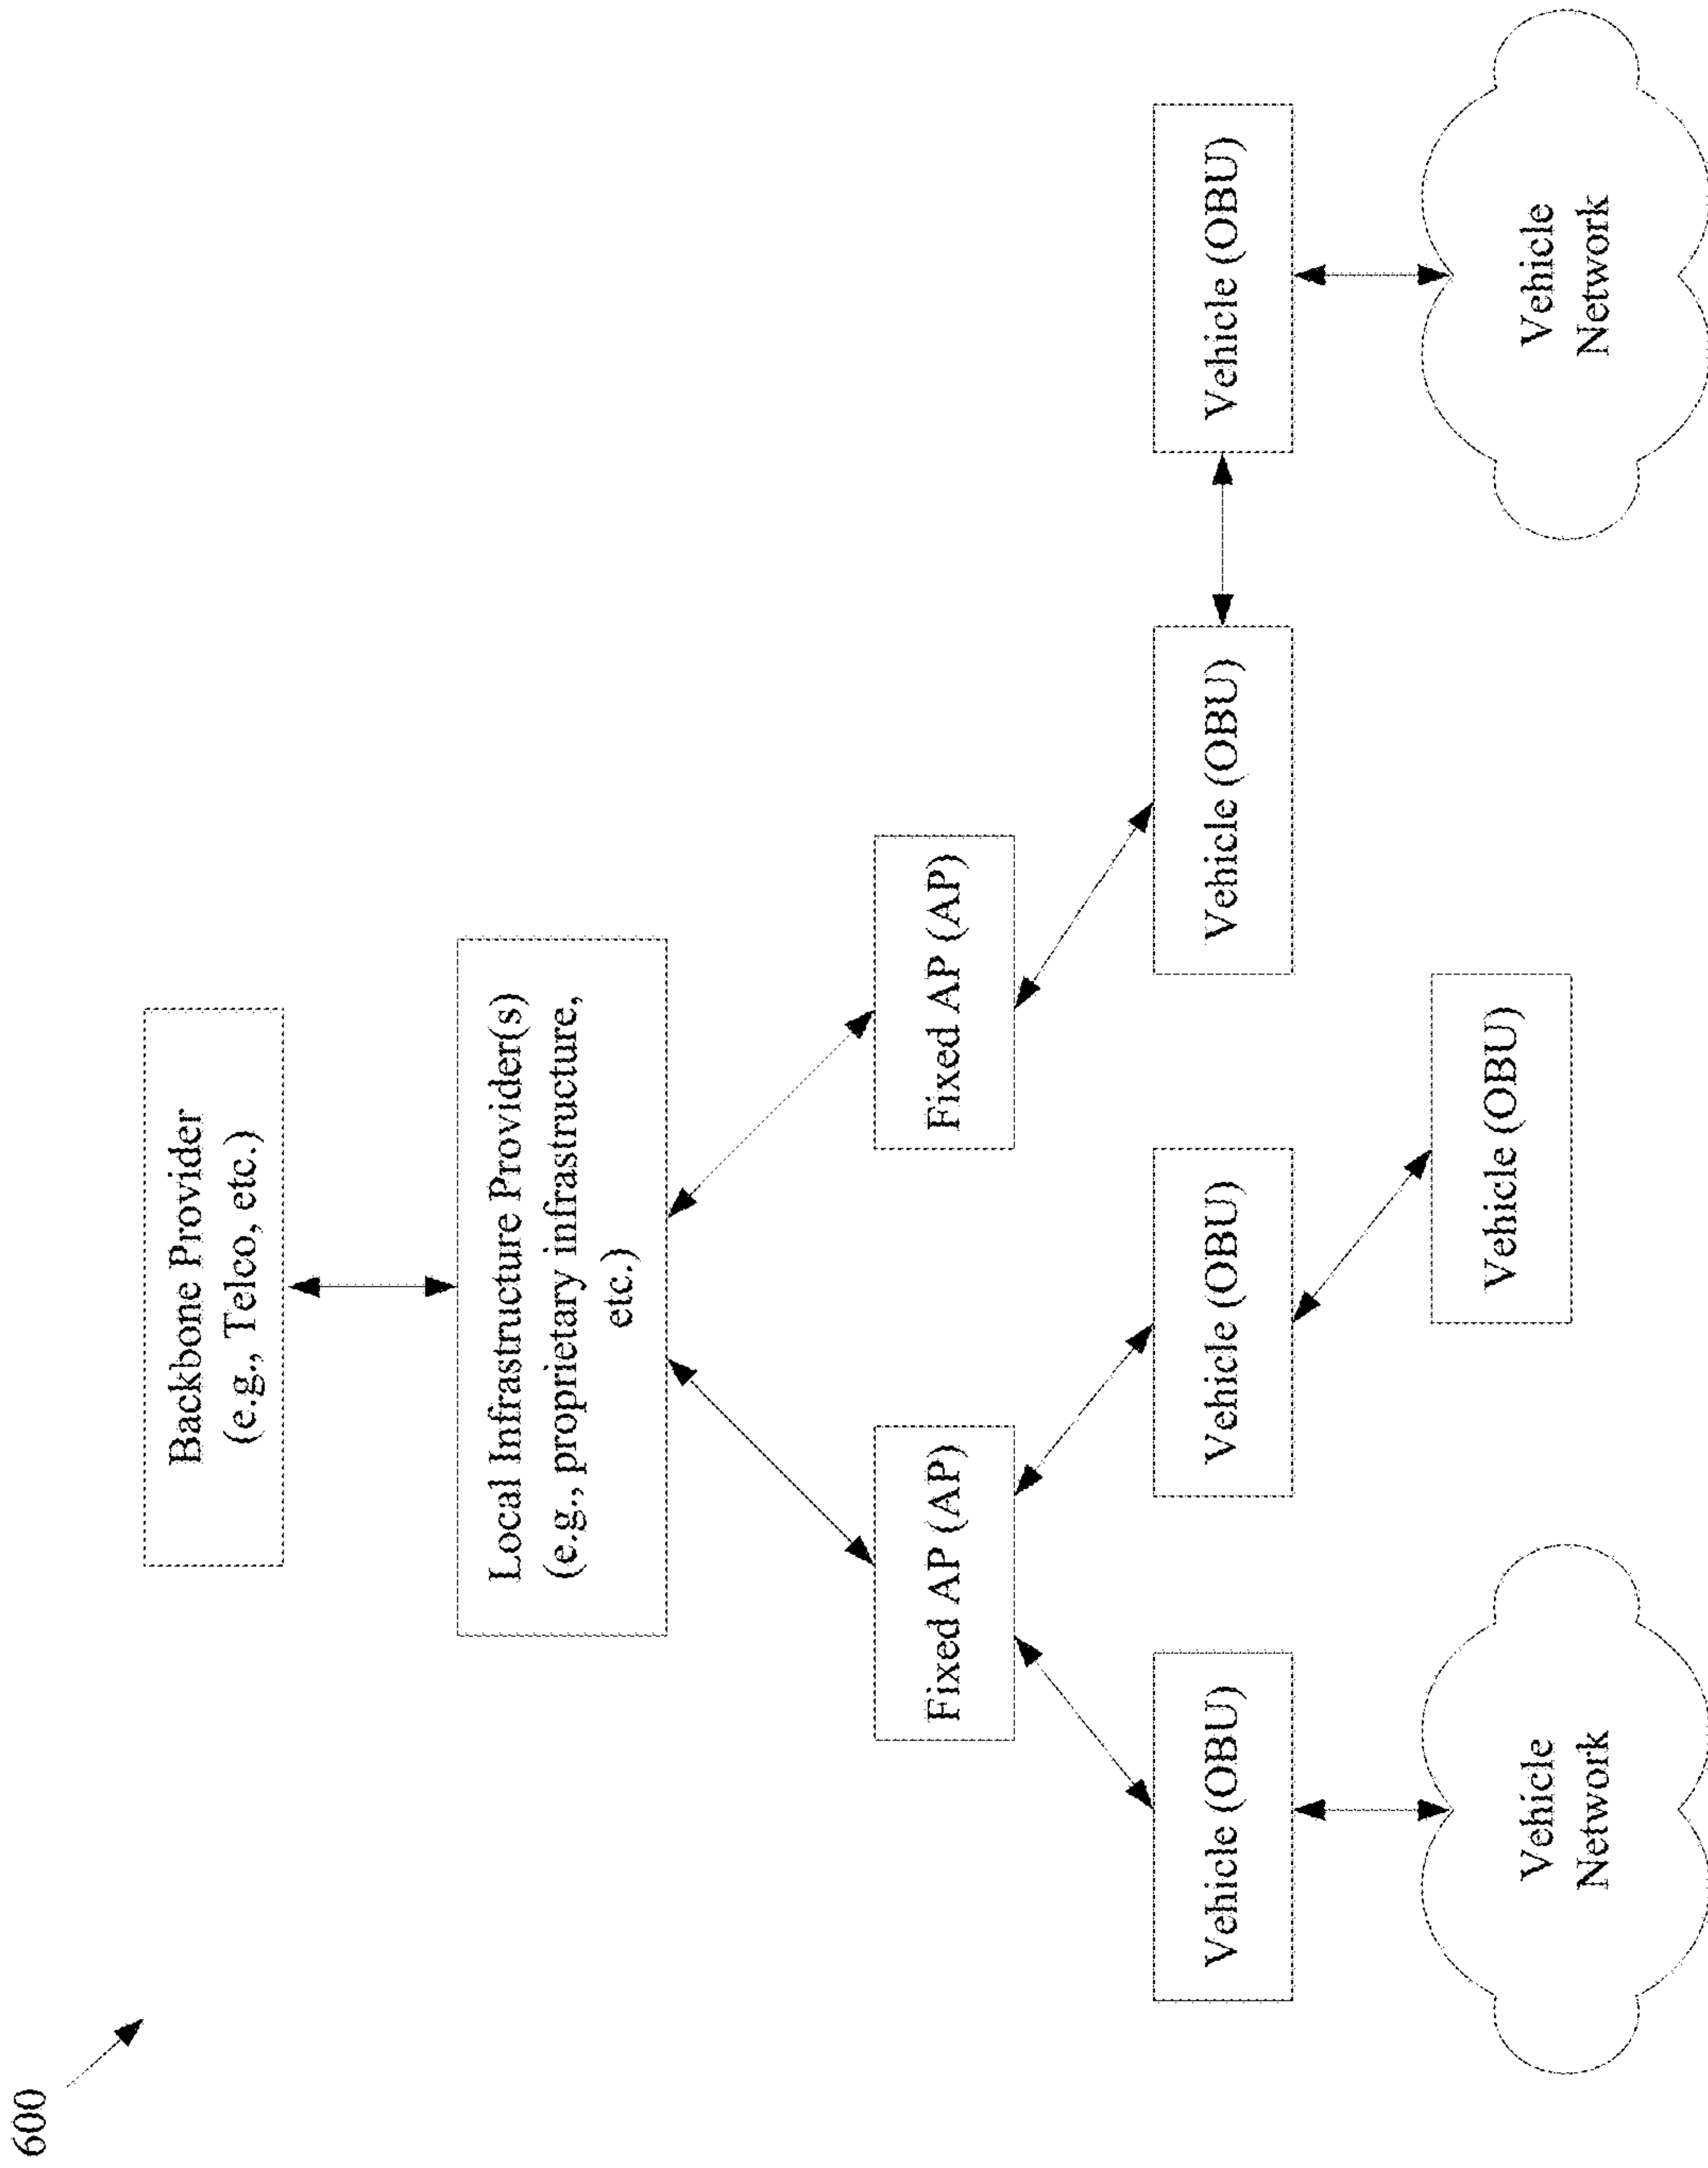 600
Backbone Provider
(e.g., Telco, etc.)
Local Infrastructure Provider(s)
(e.g., proprietary infrastructure,
etc.)
Fixed AP (AP)
Fixed AP (AP)
Vehicle (OBU)
Vehicle (OBU)
Vehicle (OBU)
Vehicle (OBU)
Vehicle (OBU)
Vehicle
Network
Vehicle
Network